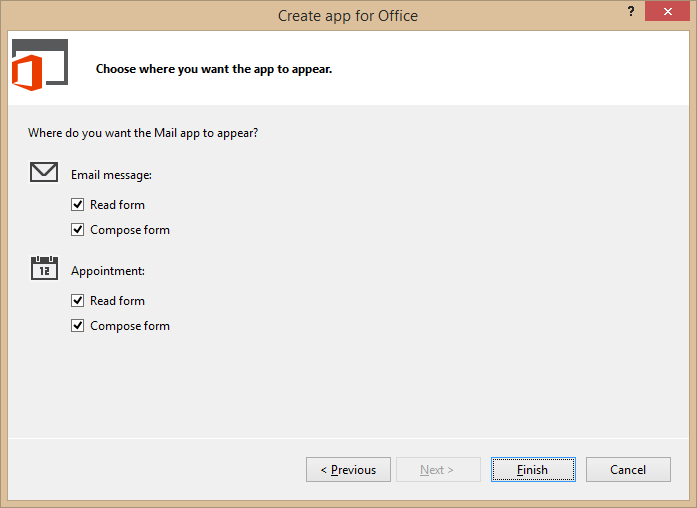 Create app for Office
?
Choose where you want the app to appear.
Where do you want the Mail app to appear?
Email message:
Read form
Compose form
12
Appointment:
Read form
Compose form
< Previous
Next >
Finish
Cancel